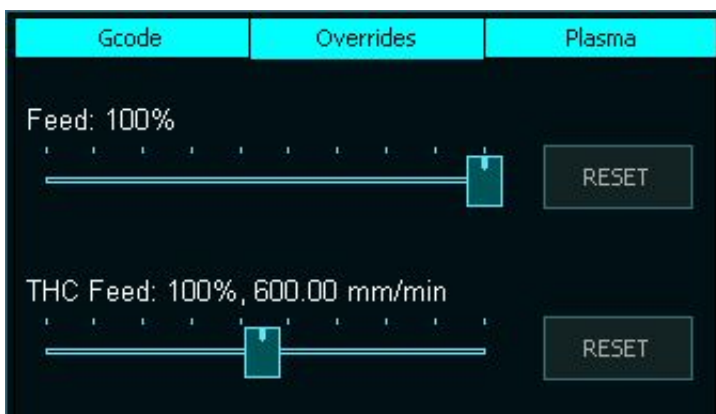 Gcode Overrides Plasma
Feed: 100%
RESET
THC Feed: 100%, 600.00 mm/min
RESET